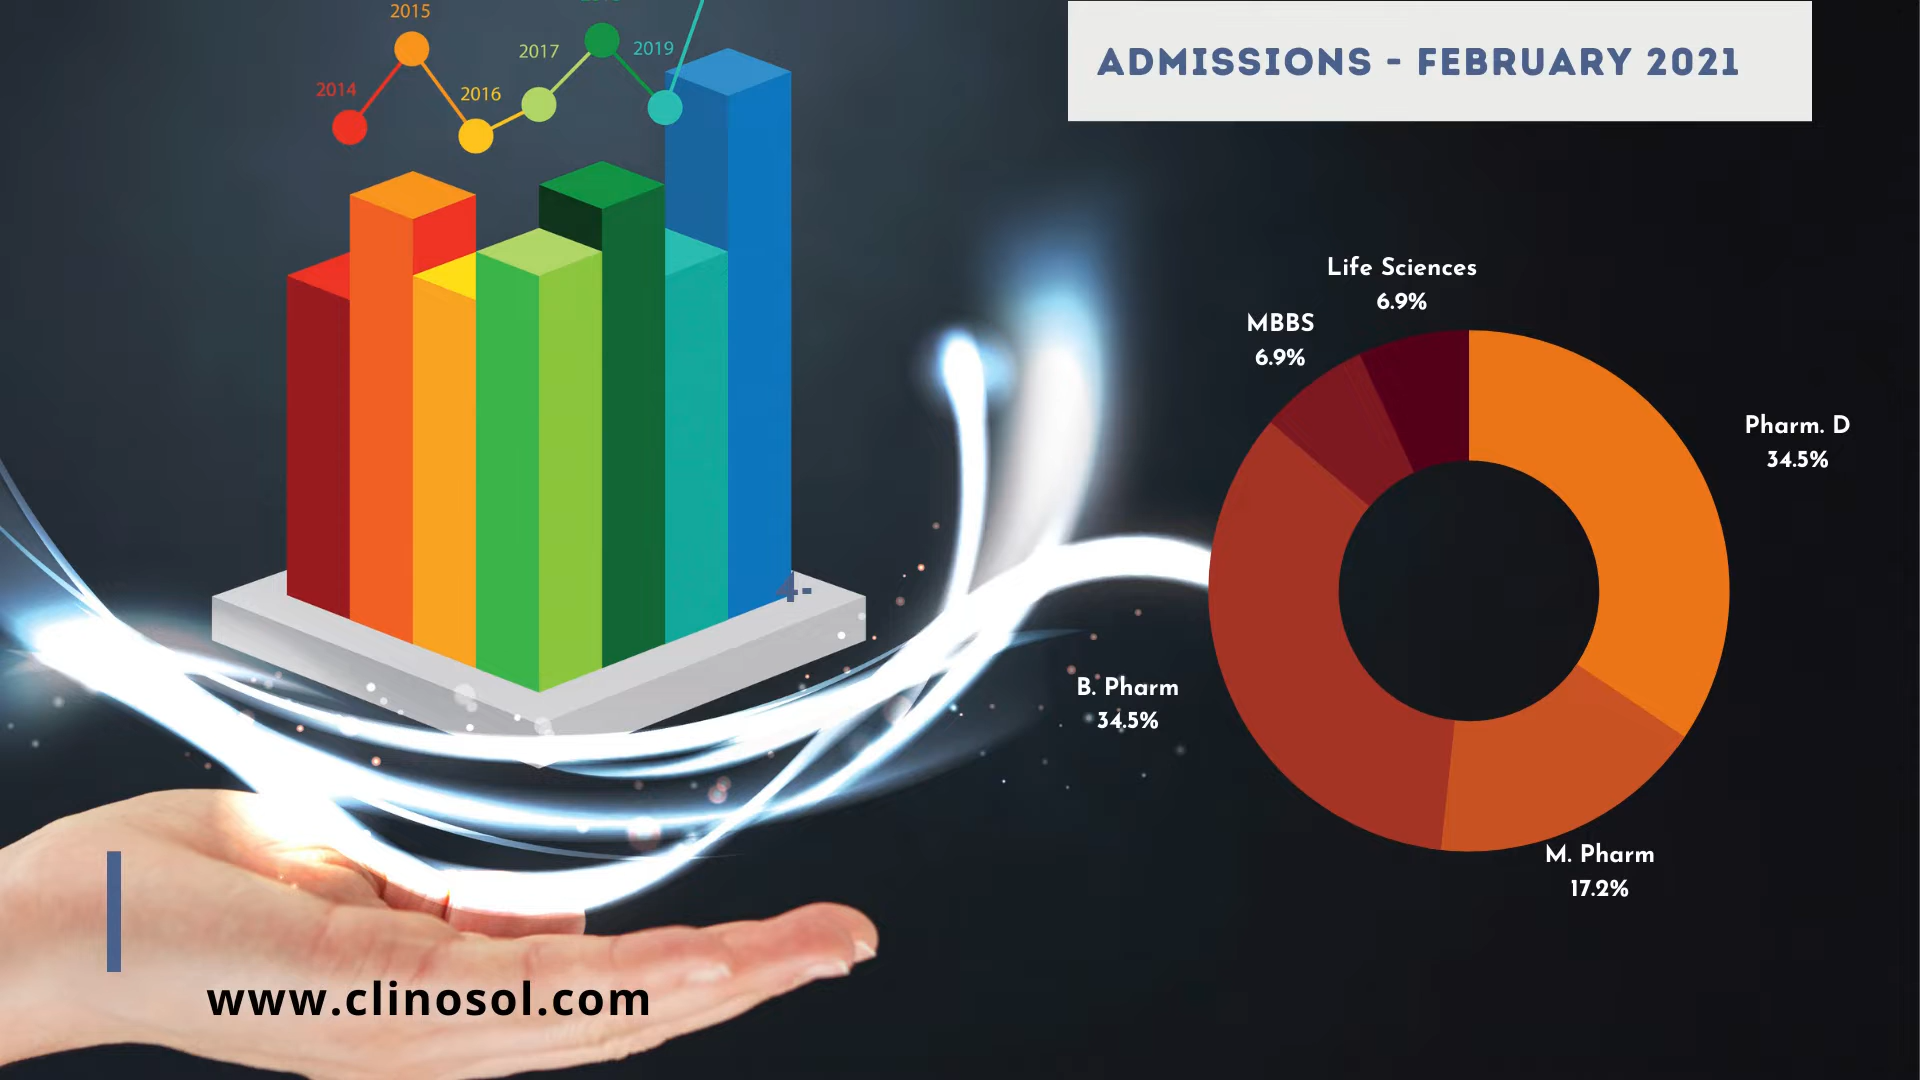 2015
2014
2016
2017
2019
ADMISSIONS - FEBRUARY 2021
Life Sciences
6.9%
MBBS
6.9%
Pharm. D
34.5%
4-
B. Pharm
34.5%
M. Pharm
17.2%
www.clinosol.com